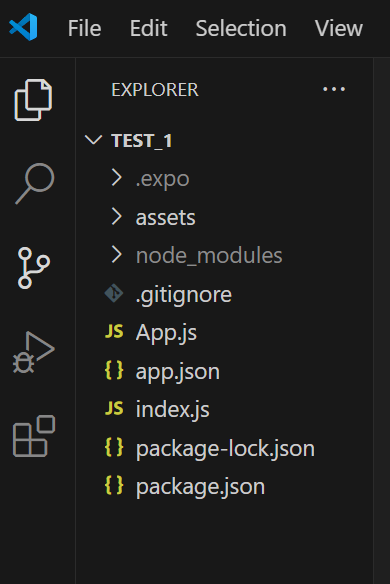 File Edit Selection View
EXPLORER ...
TEST_1
.expo
assets
node_modules
.gitignore
JS App.js
{} app.json
JS index.js
{} package-lock.json
{} package.json